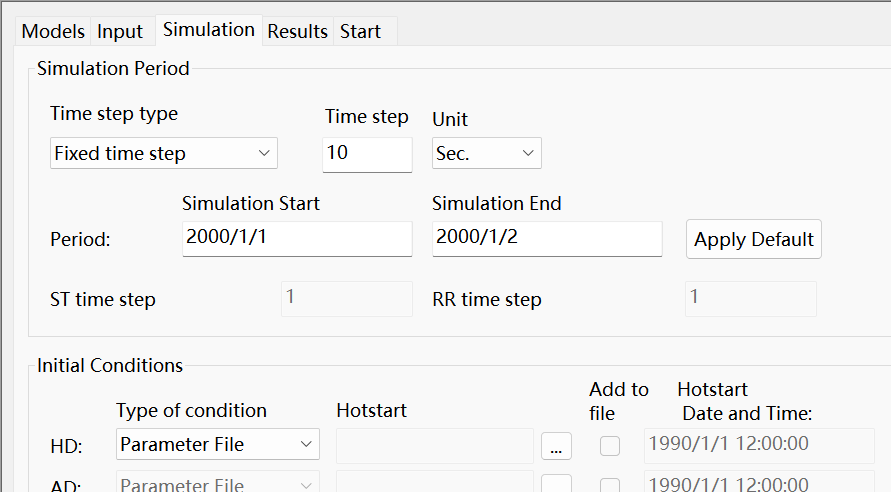 Models Input Simulation Results Start
Simulation Period
Time step type Time step Unit
Fixed time step 10 Sec.
Simulation Start Simulation End
Period: 2000/1/1 2000/1/2 Apply Default
ST time step 1 RR time step 1
Initial Conditions
Type of condition Hotstart Add to file Hotstart Date and Time:
HD: Parameter File ... 1990/1/1 12:00:00
AD: Parameter File 1990/1/1 12:00:00